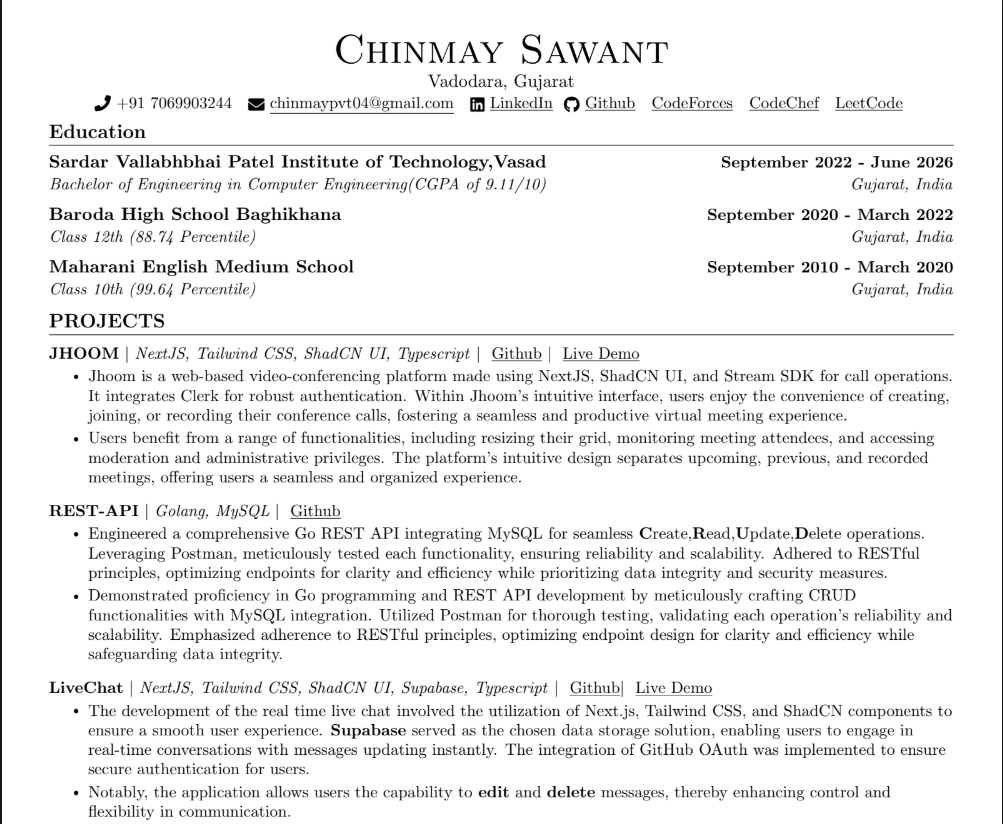 Chinmay Sawant
Vadodara, Gujarat
+91 7069903244 chinmaypvt04@gmail.com LinkedIn Github CodeForces CodeChef LeetCode
Education
Sardar Vallabhbhai Patel Institute of Technology,Vasad September 2022 - June 2026
Bachelor of Engineering in Computer Engineering(CGPA of 9.11/10) Gujarat, India
Baroda High School Baghikhana September 2020 - March 2022
Class 12th (88.74 Percentile) Gujarat, India
Maharani English Medium School September 2010 - March 2020
Class 10th (99.64 Percentile) Gujarat, India
PROJECTS
JHOOM | NextJS, Tailwind CSS, ShadCN UI, Typescript | Github | Live Demo
• Jhoom is a web-based video-conferencing platform made using NextJS, ShadCN UI, and Stream SDK for call operations.
It integrates Clerk for robust authentication. Within Jhoom's intuitive interface, users enjoy the convenience of creating,
joining, or recording their conference calls, fostering a seamless and productive virtual meeting experience.
• Users benefit from a range of functionalities, including resizing their grid, monitoring meeting attendees, and accessing
moderation and administrative privileges. The platform's intuitive design separates upcoming, previous, and recorded
meetings, offering users a seamless and organized experience.
REST-API | Golang, MySQL | Github
• Engineered a comprehensive Go REST API integrating MySQL for seamless Create,Read,Update,Delete operations.
Leveraging Postman, meticulously tested each functionality, ensuring reliability and scalability. Adhered to RESTful
principles, optimizing endpoints for clarity and efficiency while prioritizing data integrity and security measures.
• Demonstrated proficiency in Go programming and REST API development by meticulously crafting CRUD
functionalities with MySQL integration. Utilized Postman for thorough testing, validating each operation's reliability and
scalability. Emphasized adherence to RESTful principles, optimizing endpoint design for clarity and efficiency while
safeguarding data integrity.
LiveChat | NextJS, Tailwind CSS, ShadCN UI, Supabase, Typescript | Github| Live Demo
• The development of the real time live chat involved the utilization of Next.js, Tailwind CSS, and ShadCN components to
ensure a smooth user experience. Supabase served as the chosen data storage solution, enabling users to engage in
real-time conversations with messages updating instantly. The integration of GitHub OAuth was implemented to ensure
secure authentication for users.
• Notably, the application allows users the capability to edit and delete messages, thereby enhancing control and
flexibility in communication.